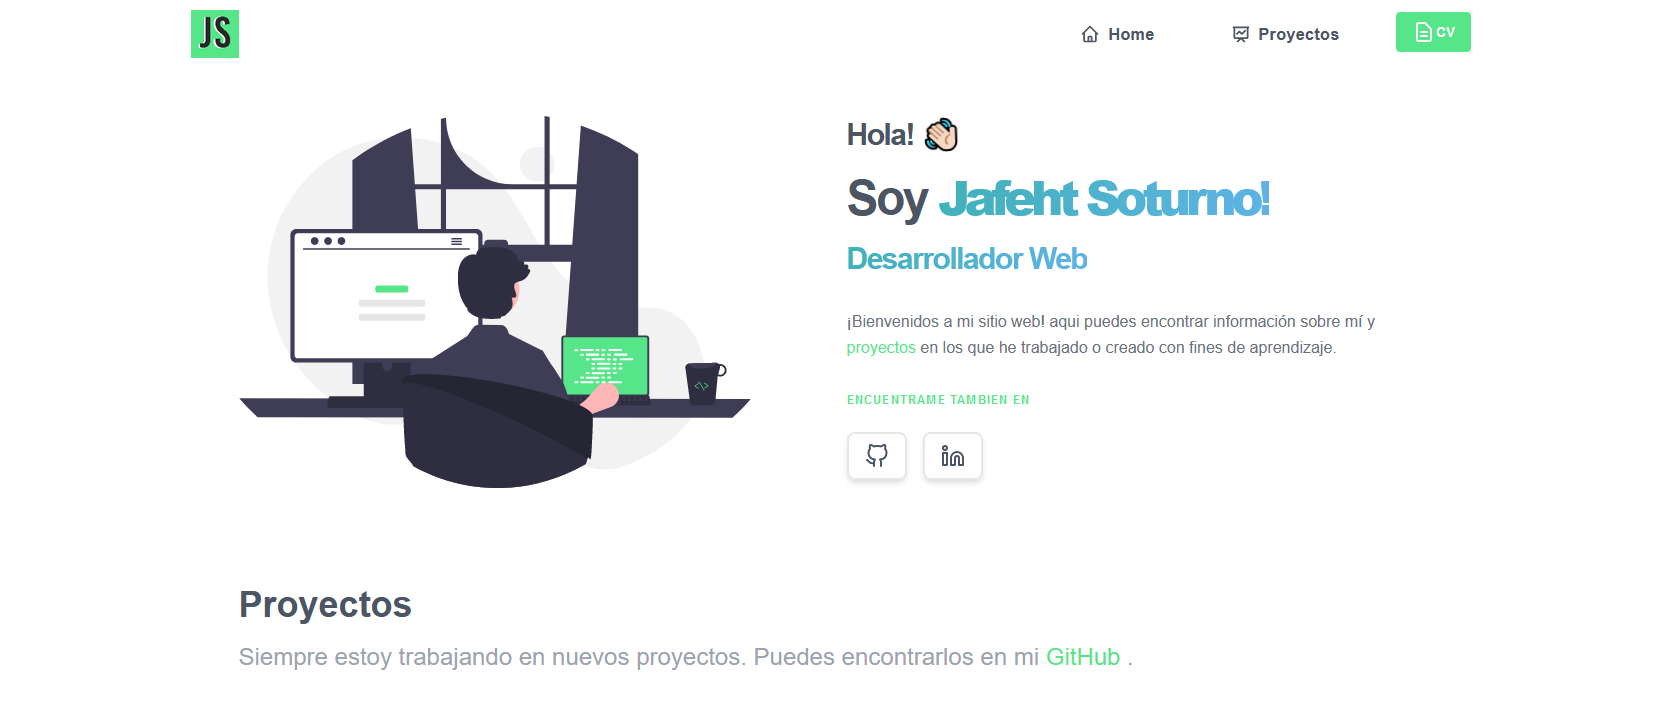 JS
Home
Proyectos
CV
Hola!
Soy Jafeht Soturno!
Desarrollador Web
¡Bienvenidos a mi sitio web! aqui puedes encontrar información sobre mí y
proyectos en los que he trabajado o creado con fines de aprendizaje.
ENCUENTRAME TAMBIEN EN
Proyectos
Siempre estoy trabajando en nuevos proyectos. Puedes encontrarlos en mi GitHub .